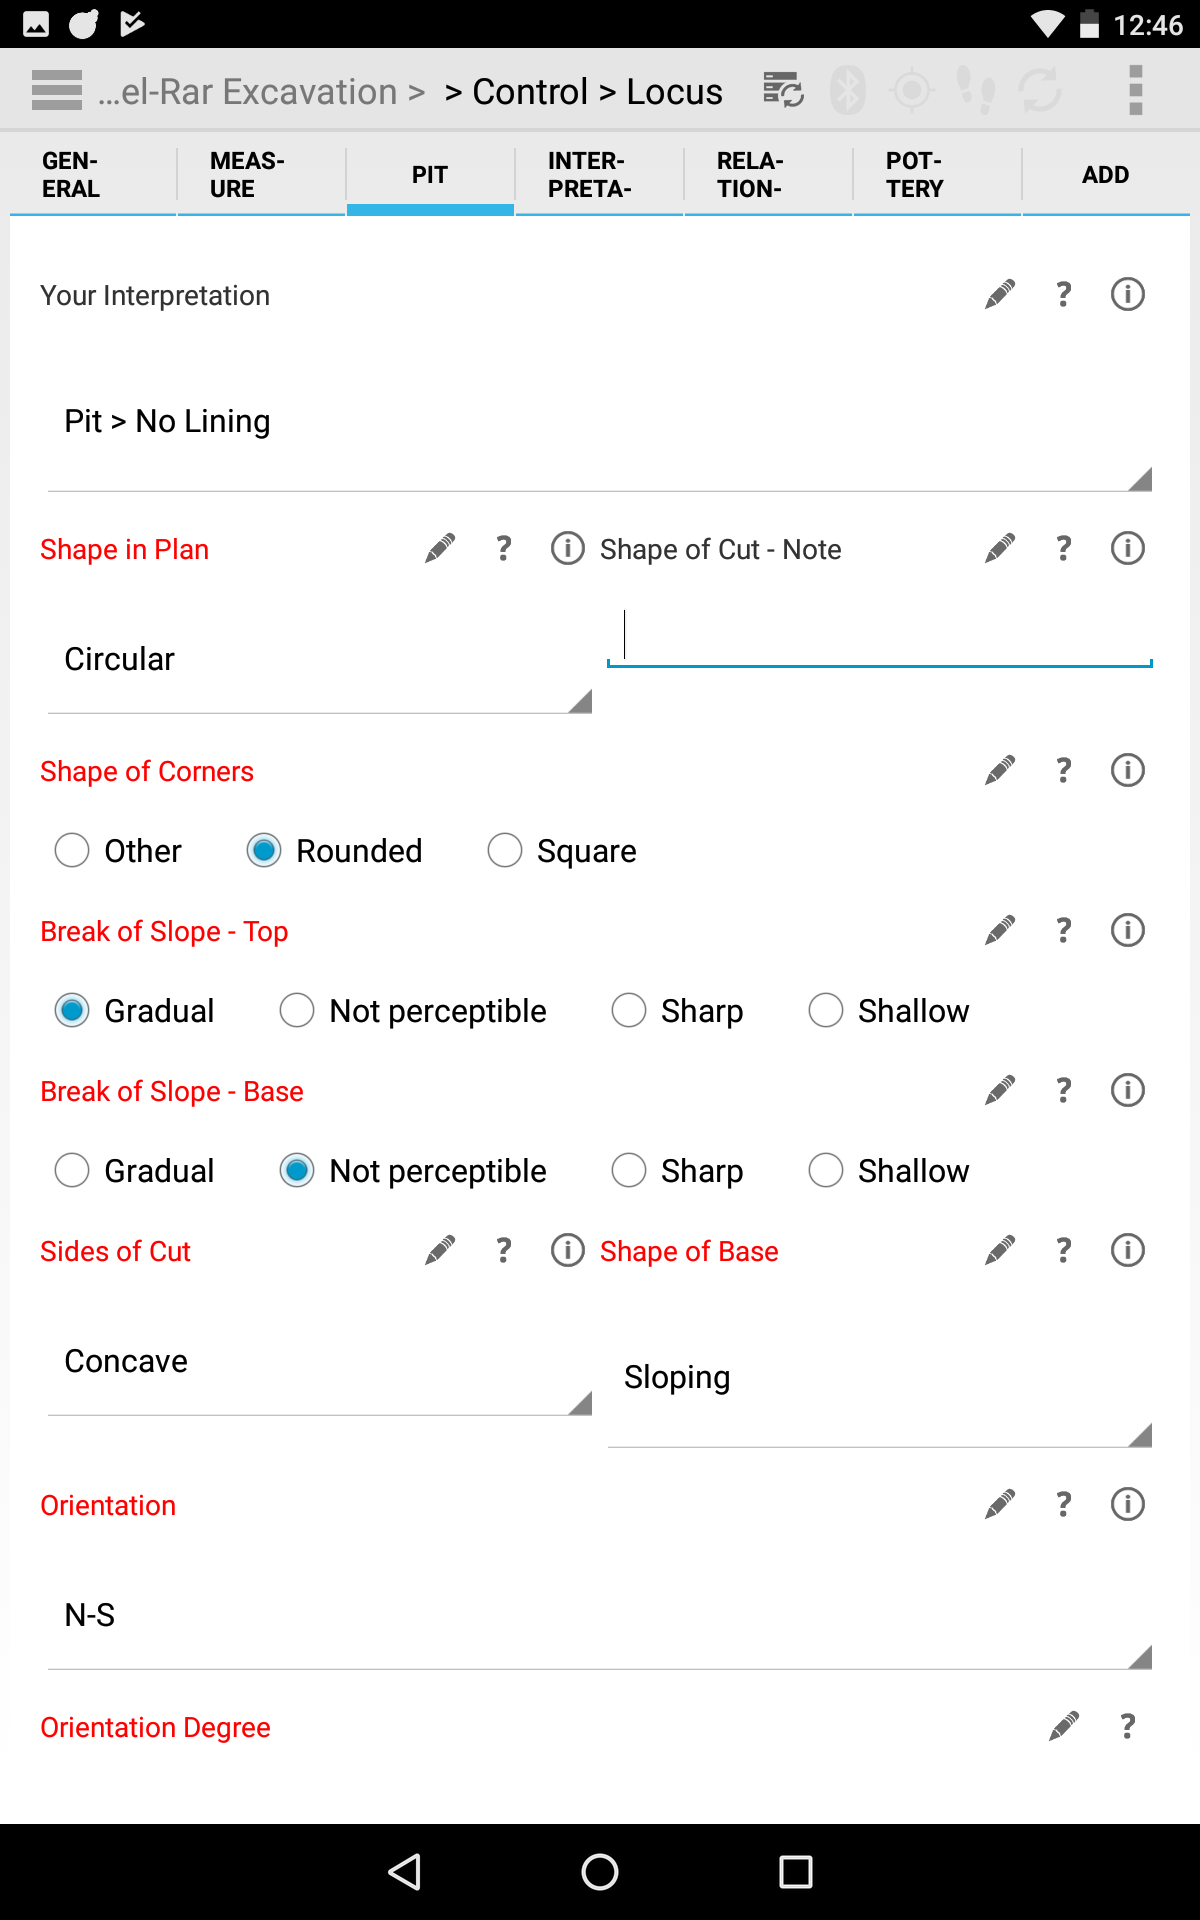 12:46
...el-Rar Excavation > > Control > Locus
GEN-
ERAL
MEAS-
URE
PIT
INTER-
PRETA-
RELA-
TION-
POT-
TERY
ADD
Your Interpretation ?
Pit > No Lining
Shape in Plan ? Shape of Cut - Note ?
Circular
Shape of Corners ?
Other Rounded Square
Break of Slope - Top ?
Gradual Not perceptible Sharp Shallow
Break of Slope - Base ?
Gradual Not perceptible Sharp Shallow
Sides of Cut ? Shape of Base ?
Concave
Sloping
Orientation ?
N-S
Orientation Degree ?